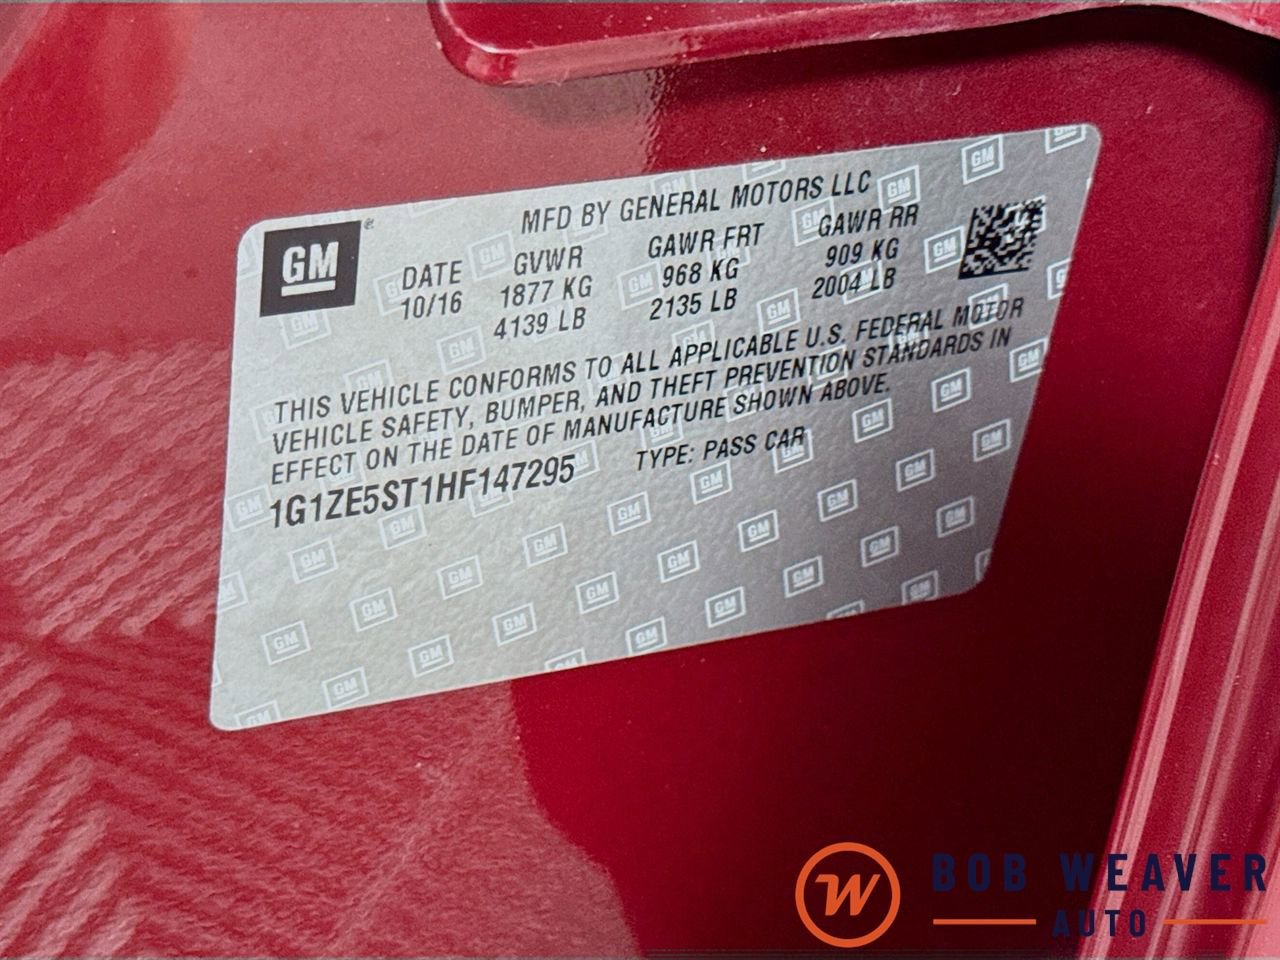 MFD BY GENERAL MOTORS LLC
GM
DATE GVWR GAWR FRT GAWR RR
10/16 1877 KG 968 KG 909 KG
4139 LB 2135 LB 2004 LB
THIS VEHICLE CONFORMS TO ALL APPLICABLE U.S. FEDERAL MOTOR
VEHICLE SAFETY, BUMPER, AND THEFT PREVENTION STANDARDS IN
EFFECT ON THE DATE OF MANUFACTURE SHOWN ABOVE.
1G1ZE5ST1HF147295 TYPE: PASS CAR
BOB WEAVER
AUTO